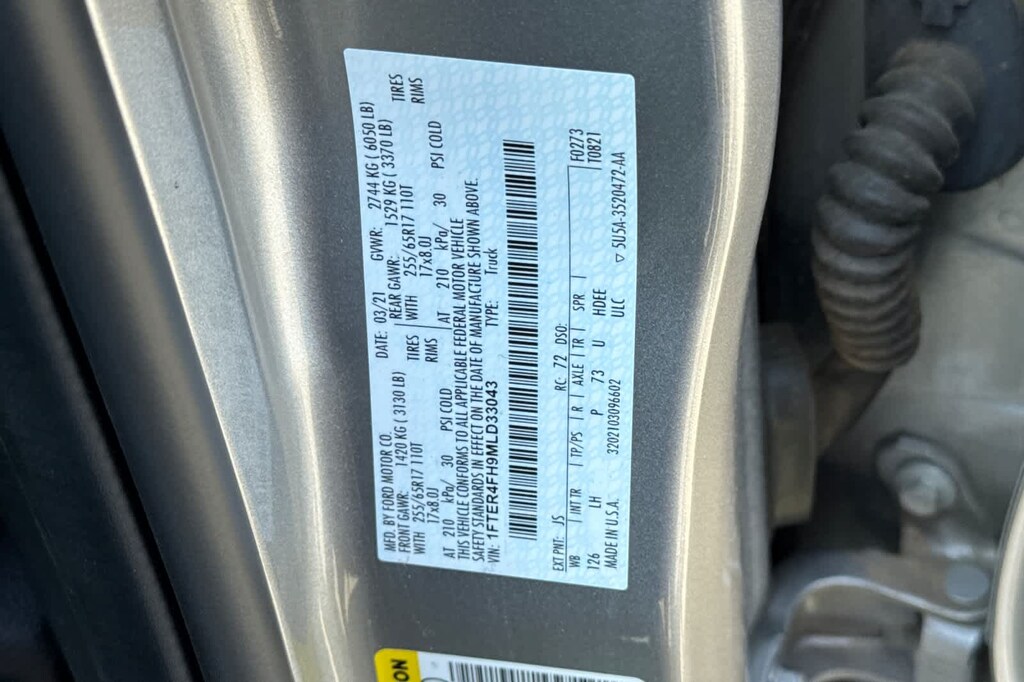 MFD. BY FORD MOTOR CO.
DATE: 03/21 GVWR: 2744 KG ( 6050 LB)
FRONT GAWR: 1420 KG ( 3130 LB) REAR GAWR: 1529 KG ( 3370 LB)
WITH 255/65R17 110T TIRES WITH 255/65R17 110T TIRES
17x8.0J RIMS 17x8.0J RIMS
AT 210 kPa/ 30 PSI COLD AT 210 kPa/ 30 PSI COLD
THIS VEHICLE CONFORMS TO ALL APPLICABLE FEDERAL MOTOR VEHICLE
SAFETY STANDARDS IN EFFECT ON THE DATE OF MANUFACTURE SHOWN ABOVE.
VIN: 1FTER4FH9MLD33043 TYPE: Truck
EXT PNT: JS RC: 72 DSO: F0273
WB | INT TR | TP/PS | R | AXLE | TR | SPR | T0821
126 LH P 73 U HDEE
MADE IN U.S.A. 3202103096602 ULC ▽ 5U5A-3520472-AA
ON